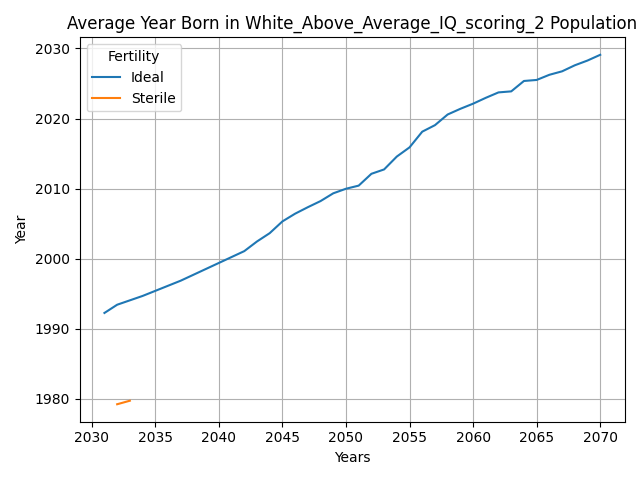 Average Year Born in White_Above_Average_IQ_scoring_2 Population
Fertility
Ideal
Sterile
2030
2020
2010
2000
1990
1980
Year
2030 2035 2040 2045 2050 2055 2060 2065 2070
Years